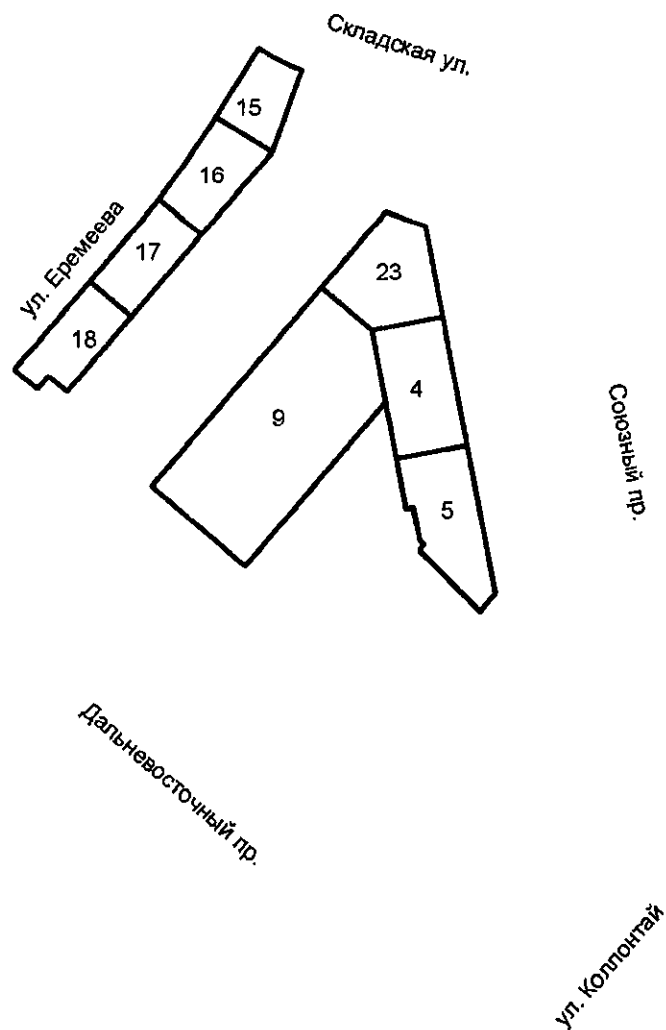 Складская ул.
15
16
ул. Еремеева
17
23
18
4
9
Союзный пр.
5
Дальневосточный пр.
ул. Коллонтай